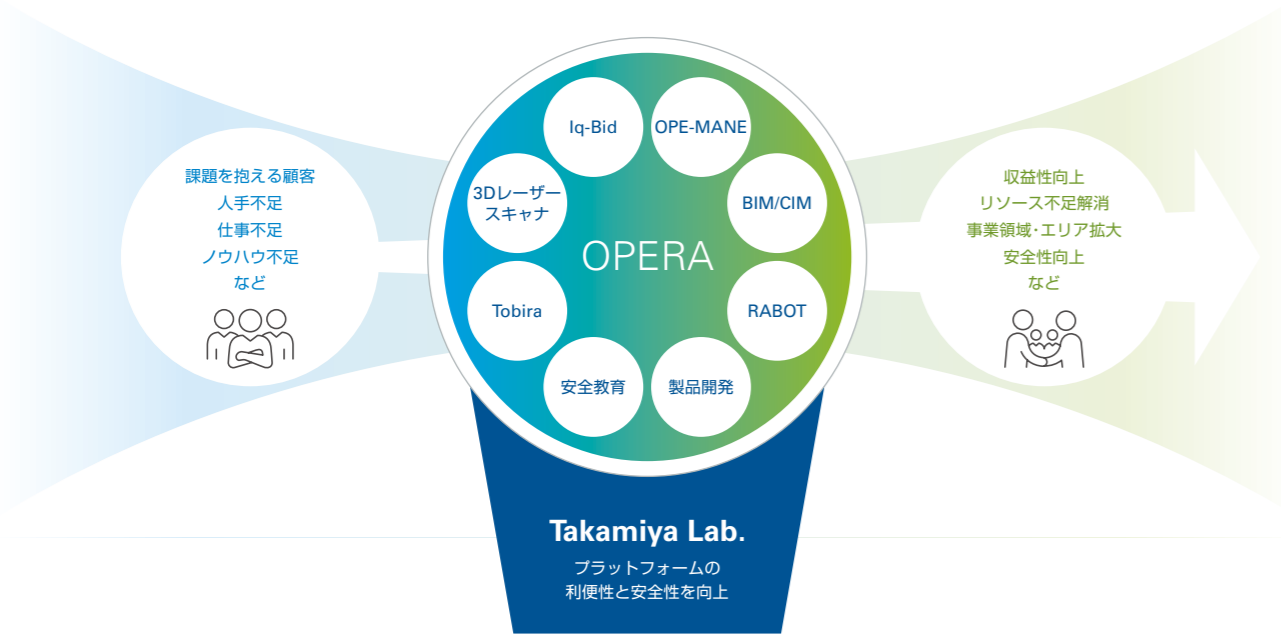 課題を抱える顧客
人手不足
仕事不足
ノウハウ不足
など
Iq-Bid
OPE-MANE
3Dレーザー
スキャナ
BIM/CIM
OPERA
Tobira
RABOT
安全教育
製品開発
収益性向上
リソース不足解消
事業領域・エリア拡大
安全性向上
など
Takamiya Lab.
プラットフォームの
利便性と安全性を向上